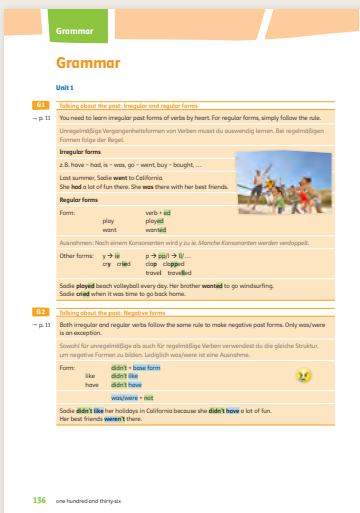 Grammar
Grammar
Unit 1
G1 Talking about the past: Irregular and regular forms
→ p. 11 You need to learn irregular past forms of verbs by heart. For regular forms, simply follow the rule.
Unregelmäßige Vergangenheitsformen von Verben musst du auswendig lernen. Bei regelmäßigen
Formen folge der Regel.
Irregular forms
z.B. have – had, is – was, go – went, buy – bought, …
Last summer, Sadie went to California.
She had a lot of fun there. She was there with her best friends.
Regular forms
Form: verb + ed
play played
want wanted
Ausnahmen: Nach einem Konsonanten wird y zu ie. Manche Konsonanten werden verdoppelt.
Other forms: y → ie p → pp/l → ll/…
cry cried clap clapped
travel travelled
Sadie played beach volleyball every day. Her brother wanted to go windsurfing.
Sadie cried when it was time to go back home.
G2 Talking about the past: Negative forms
→ p. 11 Both irregular and regular verbs follow the same rule to make negative past forms. Only was/were
is an exception.
Sowohl für unregelmäßige als auch für regelmäßige Verben verwendest du die gleiche Struktur,
um negative Formen zu bilden. Lediglich was/were ist eine Ausnahme.
Form: didn't + base form
like didn't like
have didn't have
was/were + not
Sadie didn't like her holidays in California because she didn't have a lot of fun.
Her best friends weren't there.
136 one hundred and thirty-six